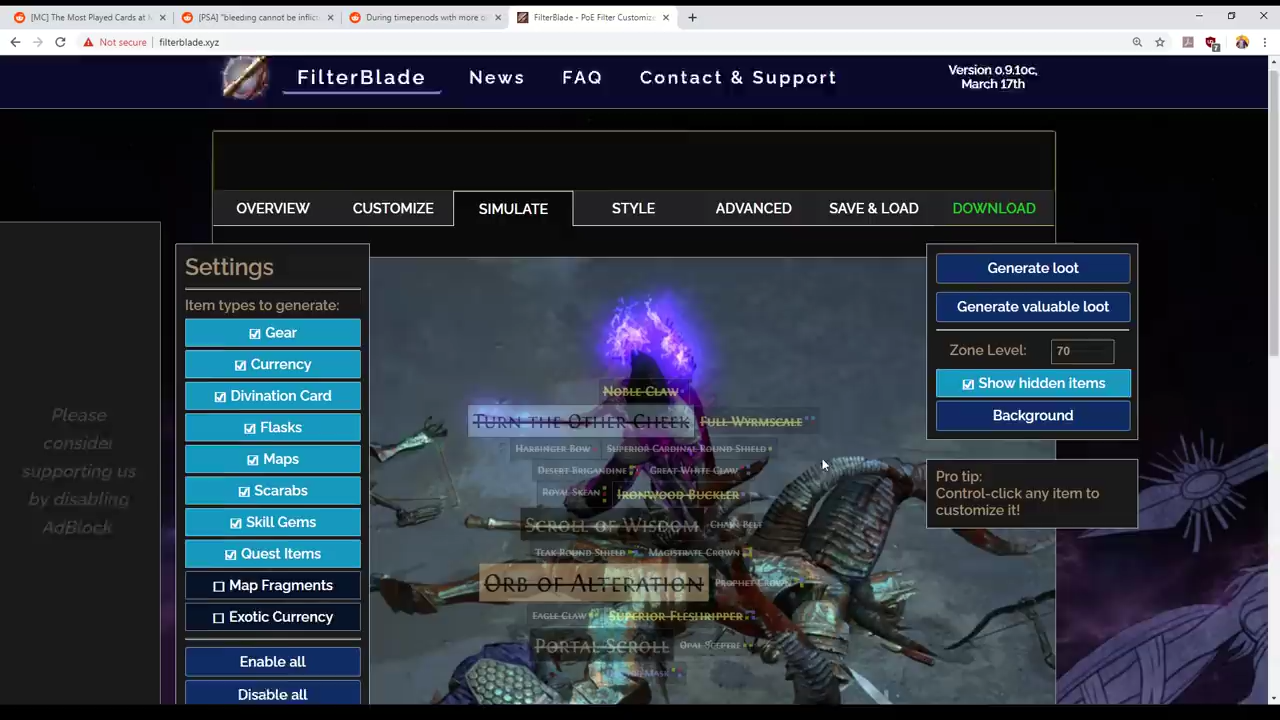 [MC] The Most Played Cards at M
[PSA] "bleeding cannot be inflict
During timeperiods with more o
FilterBlade - PoE Filter Customize
Not secure | filterblade.xyz
7
FilterBlade
News
FAQ
Contact & Support
Version 0.9.10c,
March 17th
OVERVIEW
CUSTOMIZE
SIMULATE
STYLE
ADVANCED
SAVE & LOAD
DOWNLOAD
Please
consider
supporting us
by disabling
AdBlock
Settings
Item types to generate:
Gear
Currency
Divination Card
Flasks
Maps
Scarabs
Skill Gems
Quest Items
Map Fragments
Exotic Currency
Enable all
Disable all
Noble Claw
Turn the Other Cheek
Full Wyrmscale
Harbinger Bow
Superior Cardinal Round Shield
Desert Brigandine
Great White Claw
Royal Skean
Ironwood Buckler
Scroll of Wisdom
Chain Belt
Teak Round Shield
Magistrate Crown
Orb of Alteration
Prophet Crown
Eagle Claw
Superior Fleshripper
Portal Scroll
Opal Sceptre
Generate loot
Generate valuable loot
Zone Level: 70
Show hidden items
Background
Pro tip:
Control-click any item to
customize it!